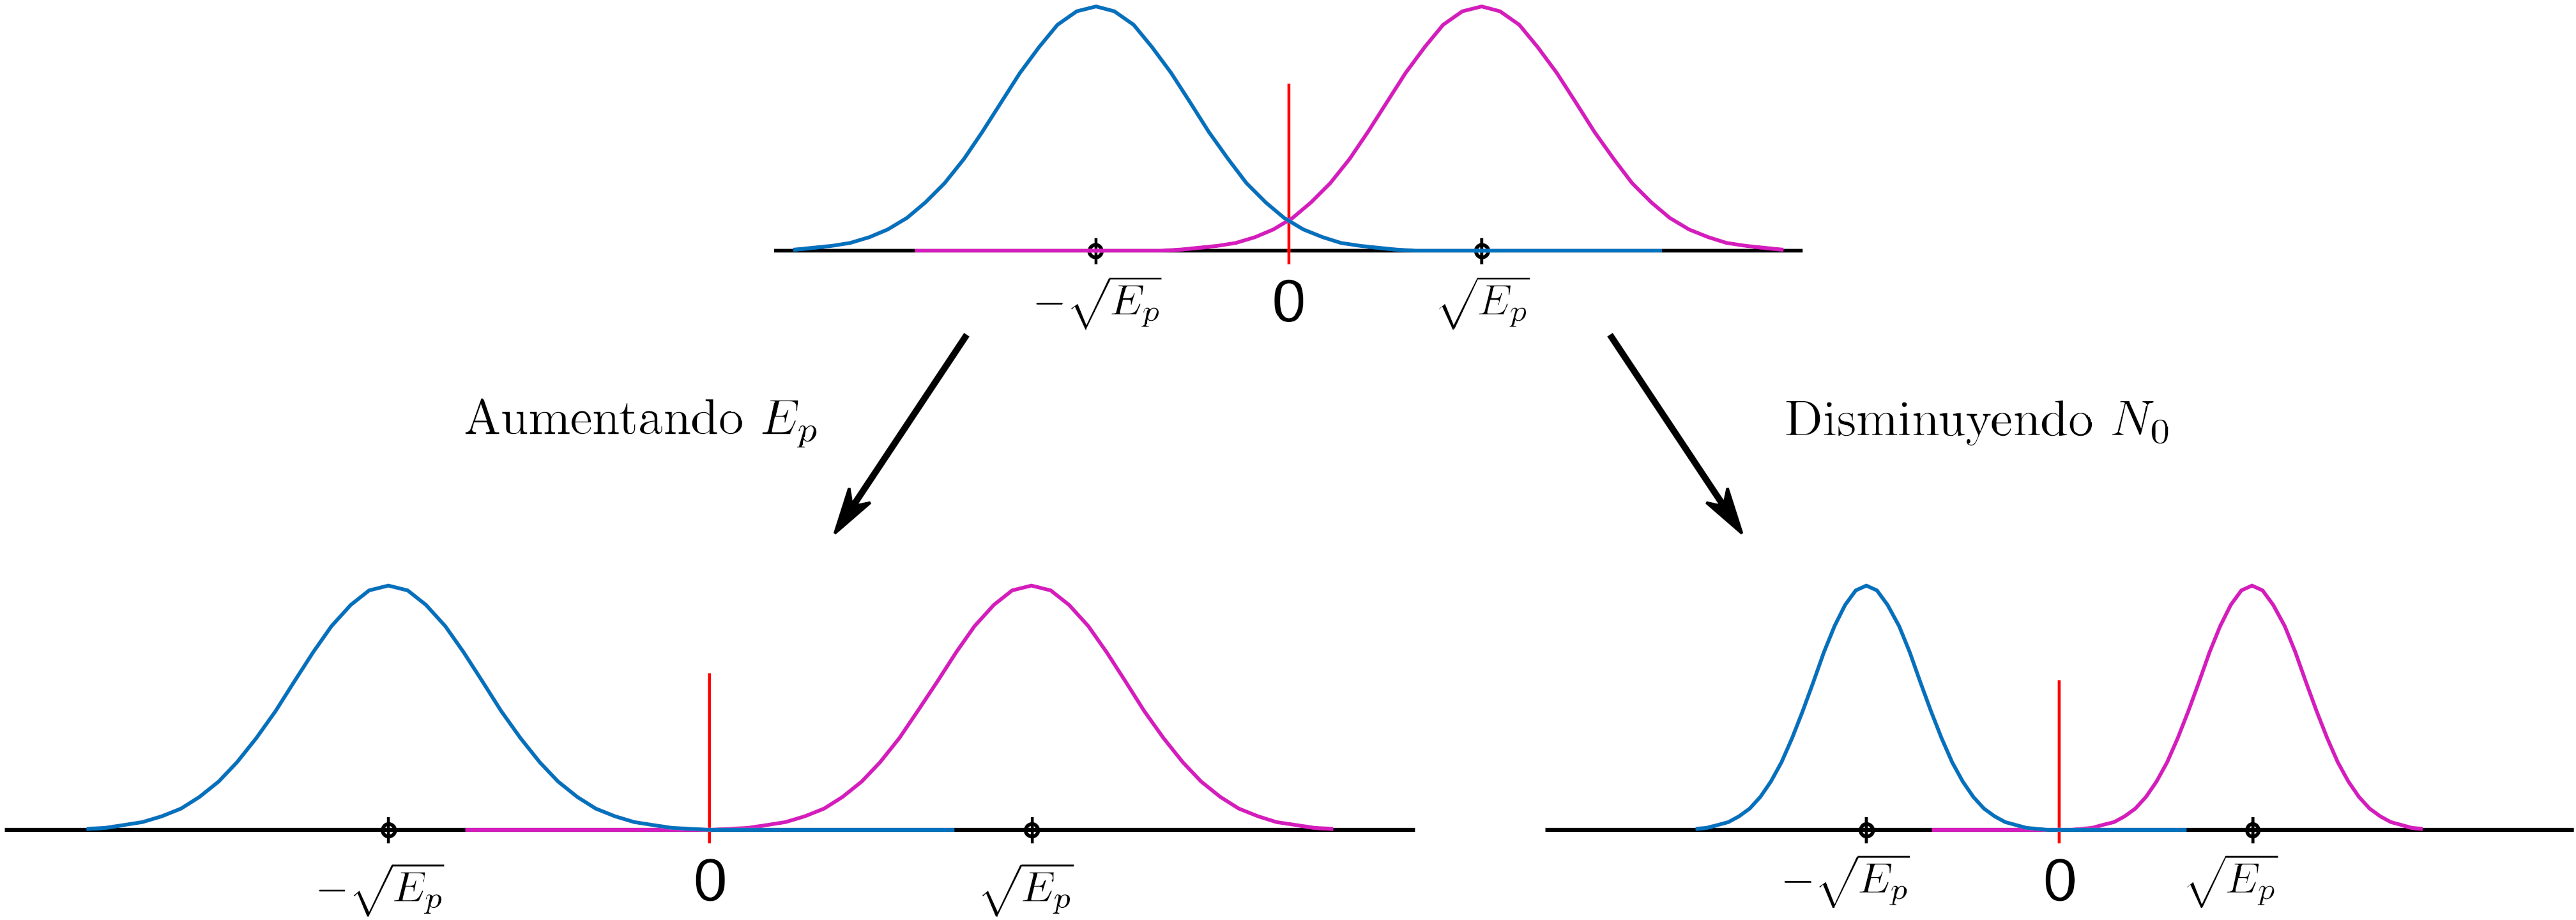 −√E_p 0 √E_p
Aumentando E_p
Disminuyendo N_0
−√E_p 0 √E_p
−√E_p 0 √E_p